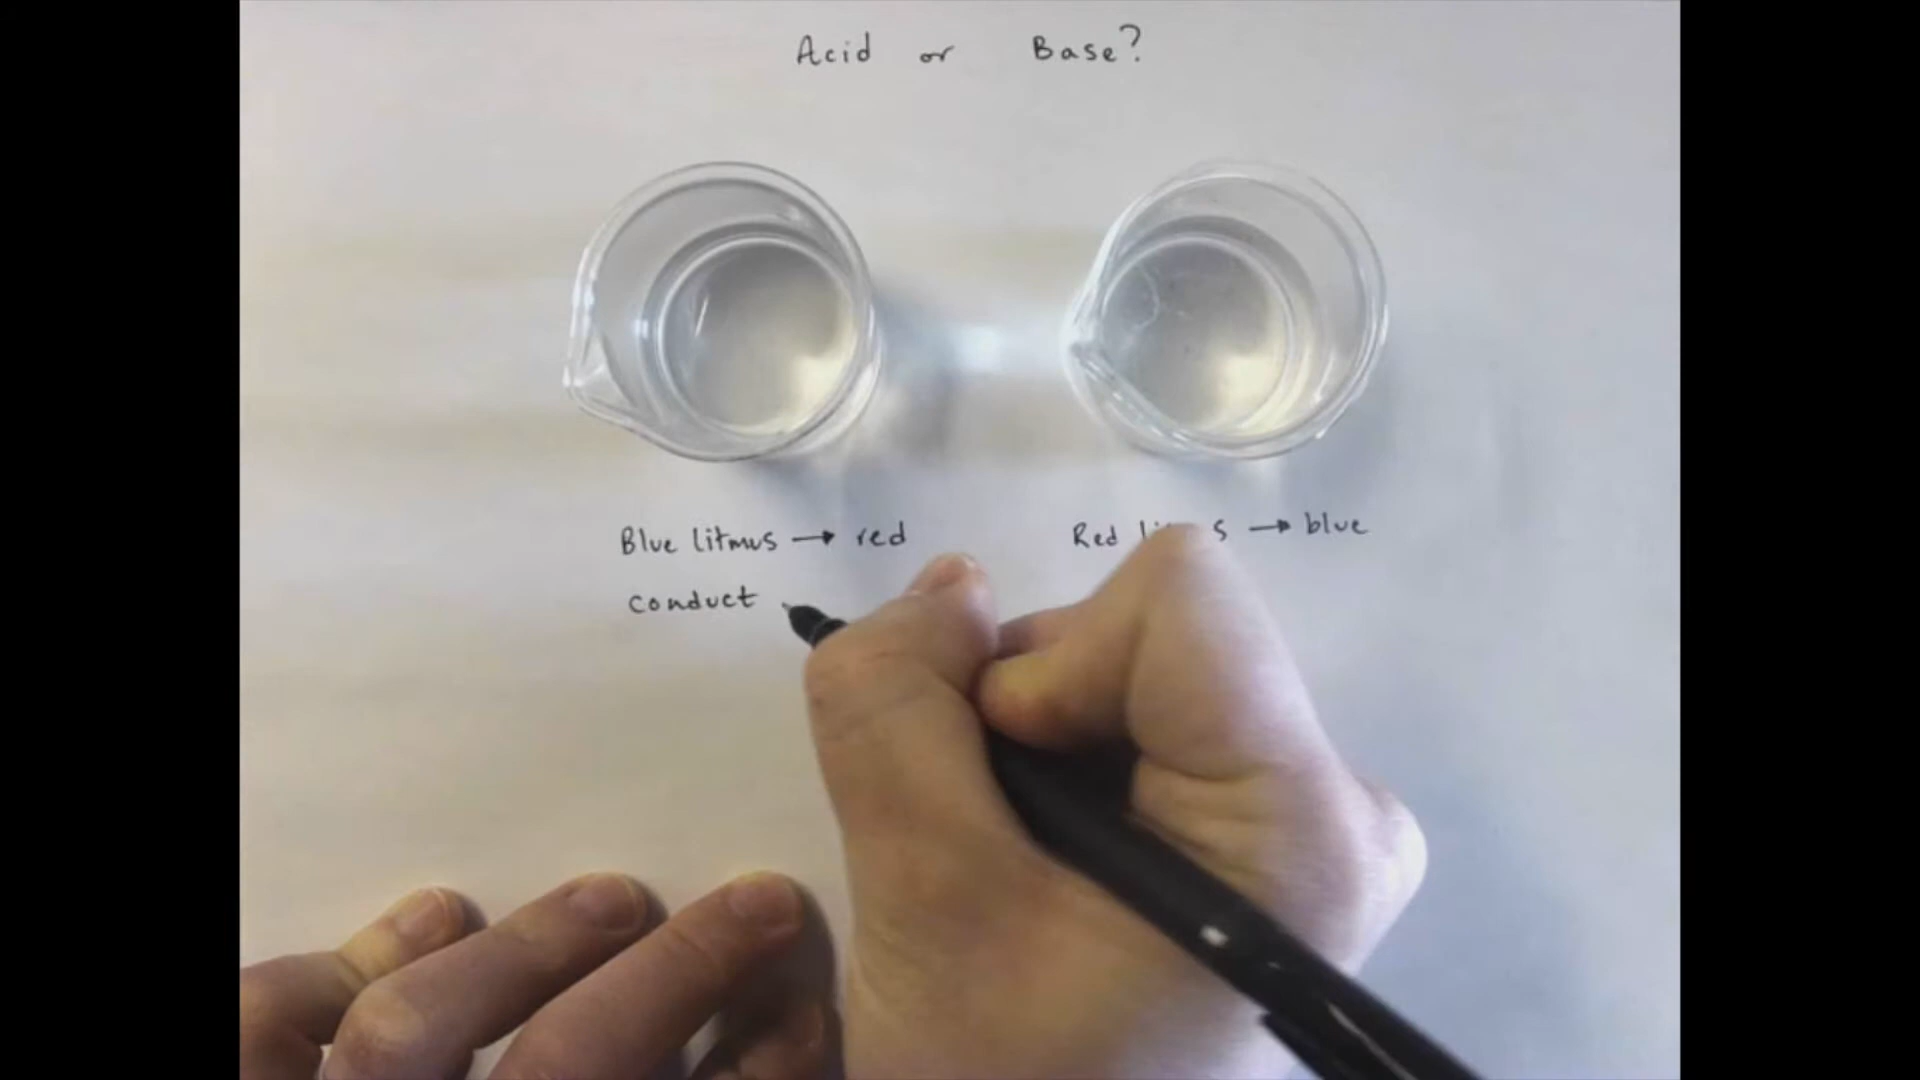 Acid or Base?
Blue litmus → red
Red → blue
conduct